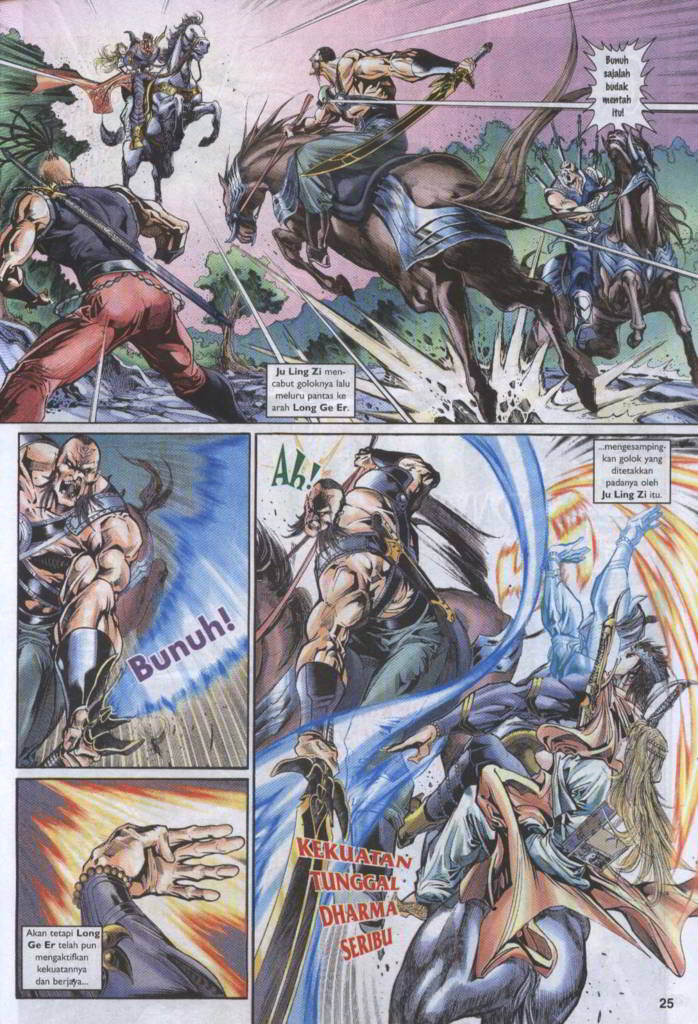 Bunuh
sajalah
budak
mentah
itu!
Ju Ling Zi men-
cabut goloknya lalu
meluru pantas ke
arah Long Ge Er.
Bunuh!
Akan tetapi Long
Ge Er telah pun
mengaktifkan
kekuatannya
dan berjaya...
Ah!
...mengesamping-
kan golok yang
ditetakkan
padanya oleh
Ju Ling Zi itu.
KEKUATAN
TUNGGAL
DHARMA
SERIBU
25